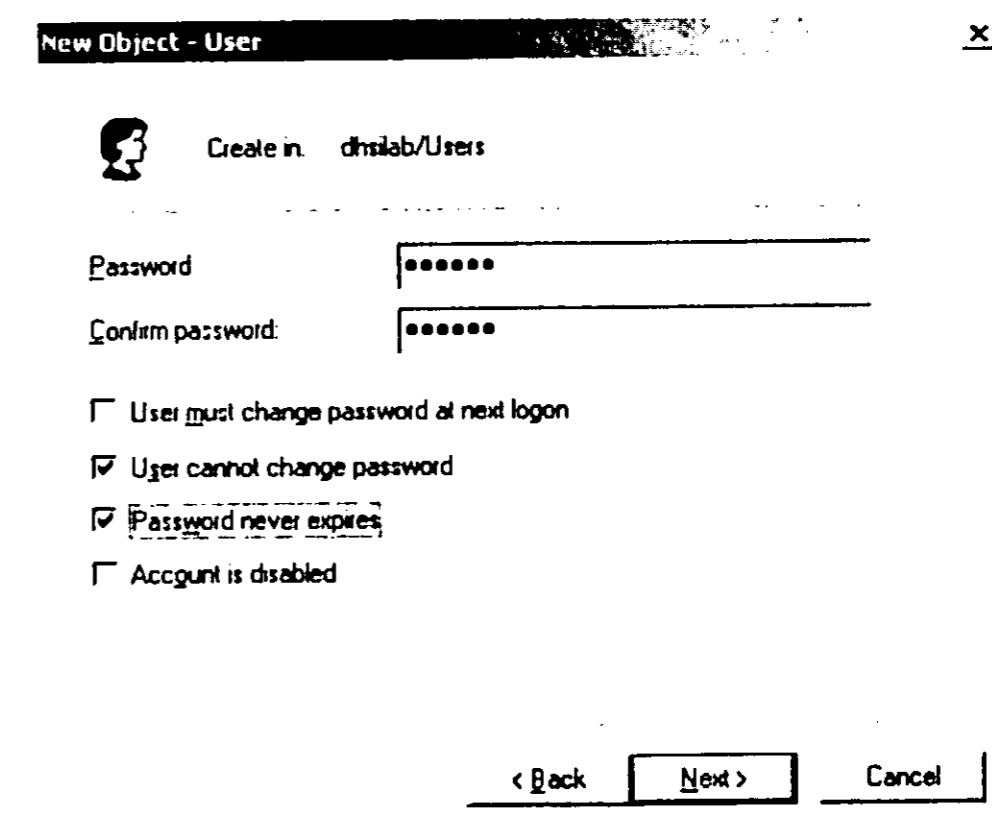 New Object - User
Create in. dhsilab/Users
Password ••••••
Confirm password: ••••••
User must change password at next logon
User cannot change password
Password never expires
Account is disabled
< Back Next > Cancel